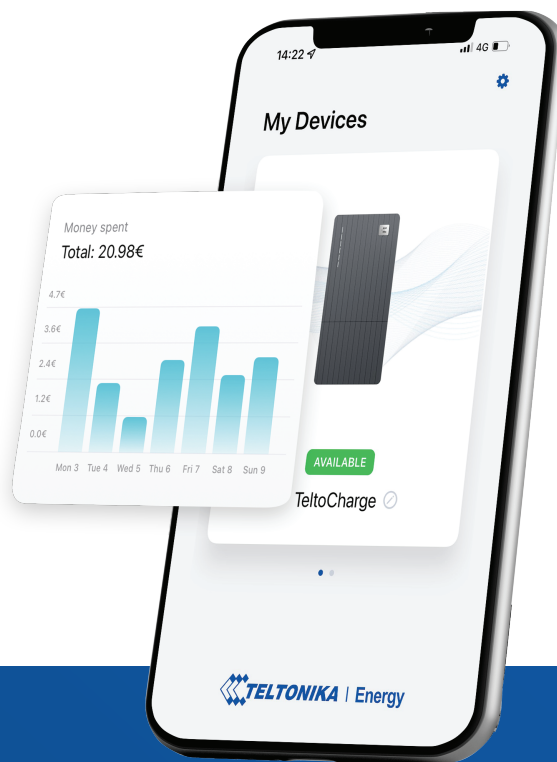 14:22
4G
My Devices
Money spent
Total: 20.98€
4.7€
3.6€
2.4€
1.2€
0.0€
Mon 3 Tue 4 Wed 5 Thu 6 Fri 7 Sat 8 Sun 9
AVAILABLE
TeltoCharge
TELTONIKA | Energy